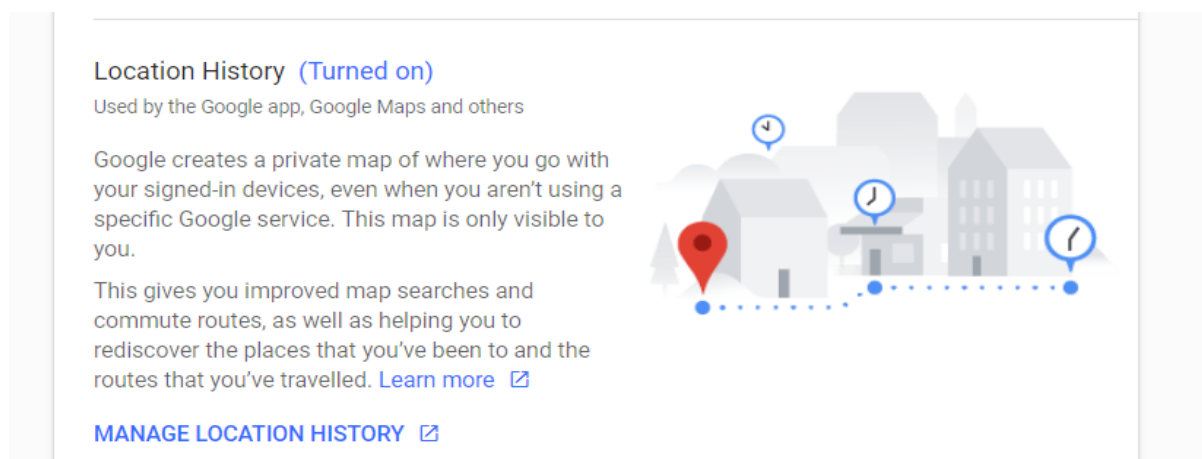 Location History (Turned on)
Used by the Google app, Google Maps and others
Google creates a private map of where you go with
your signed-in devices, even when you aren’t using a
specific Google service. This map is only visible to
you.
This gives you improved map searches and
commute routes, as well as helping you to
rediscover the places that you’ve been to and the
routes that you’ve travelled. Learn more
MANAGE LOCATION HISTORY